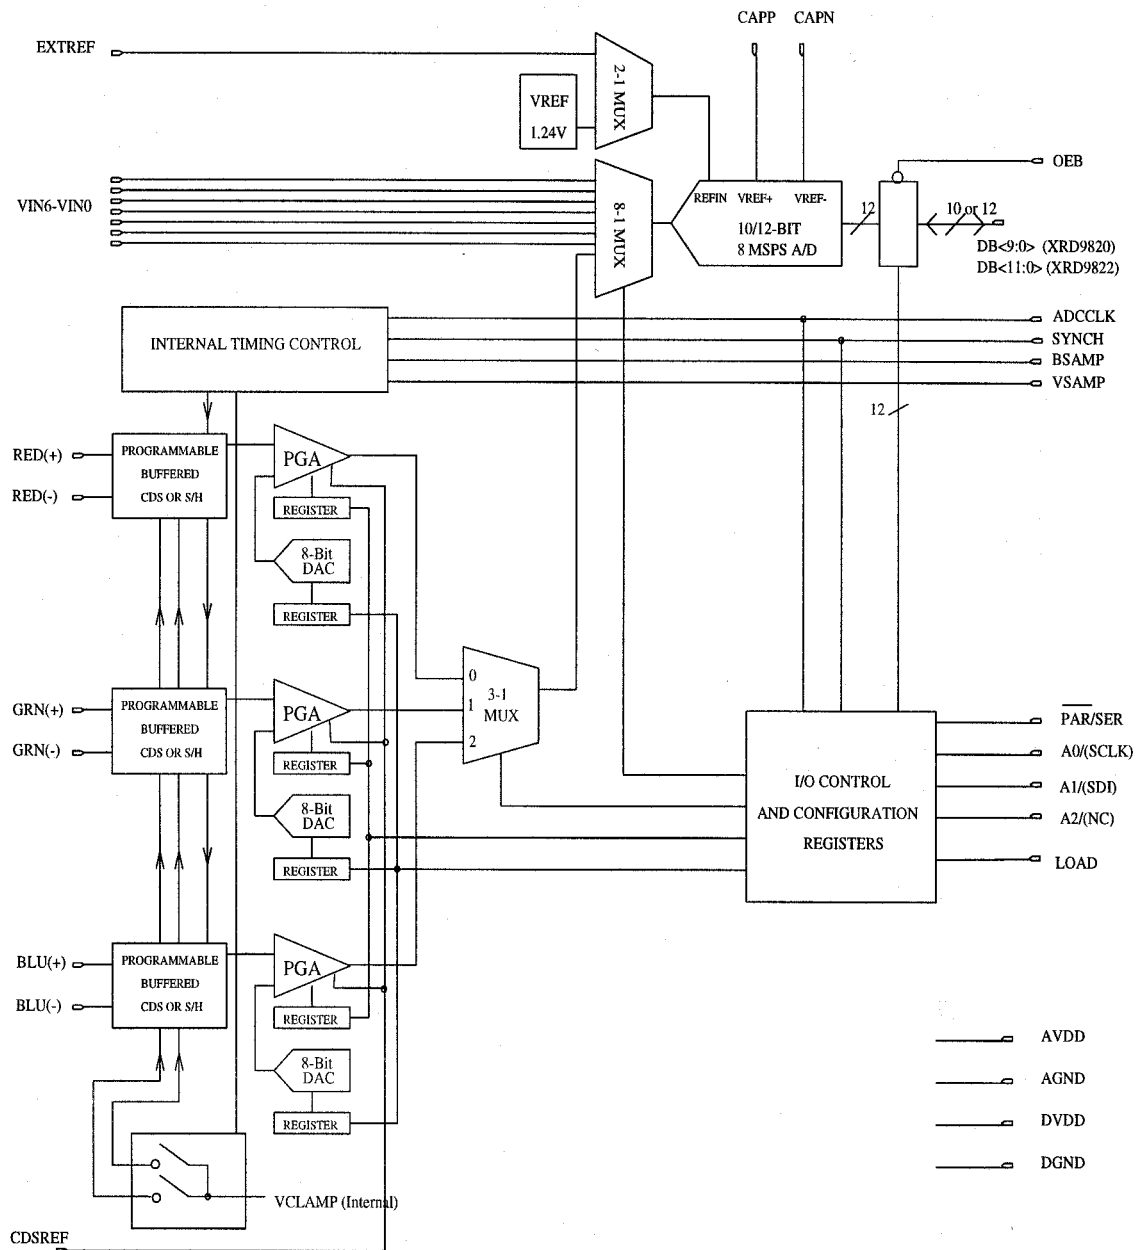 CAPP
CAPN
EXTREF
2-1 MUX
VREF
1.24V
OEB
VIN6-VIN0
8-1 MUX
REFIN VREF+ VREF-
10/12-BIT
8 MSPS A/D
12
10 or 12
DB<9:0> (XRD9820)
DB<11:0> (XRD9822)
INTERNAL TIMING CONTROL
ADCCLK
SYNCH
BSAMP
VSAMP
12
RED(+)
RED(-)
PROGRAMMABLE
BUFFERED
CDS OR S/H
PGA
REGISTER
8-Bit
DAC
REGISTER
GRN(+)
GRN(-)
PROGRAMMABLE
BUFFERED
CDS OR S/H
PGA
REGISTER
8-Bit
DAC
REGISTER
0
1
2
3-1
MUX
I/O CONTROL
AND CONFIGURATION
REGISTERS
PAR/SER
A0/(SCLK)
A1/(SDI)
A2/(NC)
LOAD
BLU(+)
BLU(-)
PROGRAMMABLE
BUFFERED
CDS OR S/H
PGA
REGISTER
8-Bit
DAC
REGISTER
AVDD
AGND
DVDD
DGND
VCLAMP (Internal)
CDSREF